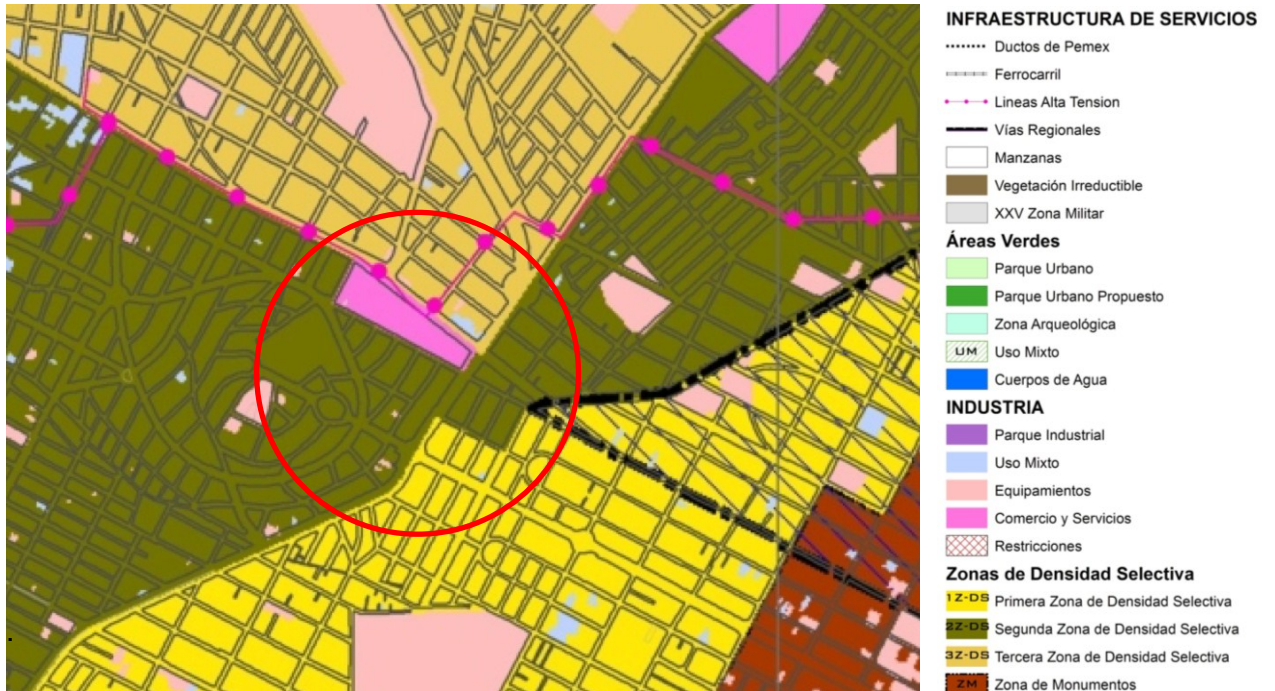 INFRAESTRUCTURA DE SERVICIOS
Ductos de Pemex
Ferrocarril
Lineas Alta Tension
Vías Regionales
Manzanas
Vegetación Irreductible
XXV Zona Militar
Áreas Verdes
Parque Urbano
Parque Urbano Propuesto
Zona Arqueológica
UM Uso Mixto
Cuerpos de Agua
INDUSTRIA
Parque Industrial
Uso Mixto
Equipamientos
Comercio y Servicios
Restricciones
Zonas de Densidad Selectiva
1Z-DS Primera Zona de Densidad Selectiva
2Z-DS Segunda Zona de Densidad Selectiva
3Z-DS Tercera Zona de Densidad Selectiva
ZM Zona de Monumentos